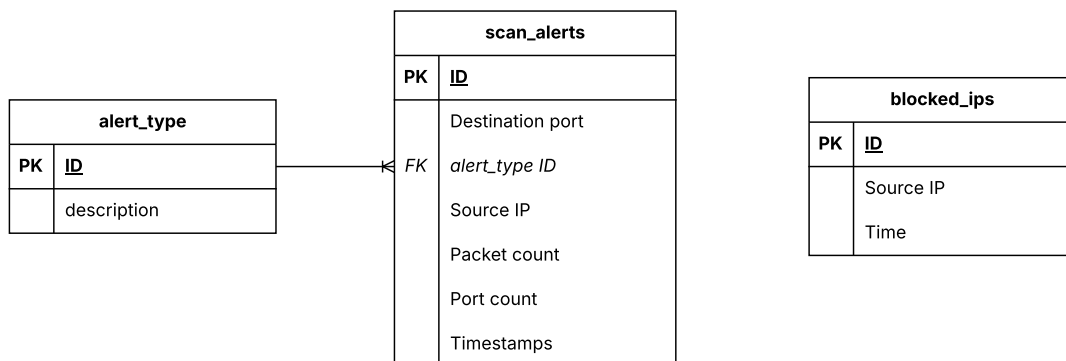 alert_type
PK ID
description
scan_alerts
PK ID
Destination port
FK alert_type ID
Source IP
Packet count
Port count
Timestamps
blocked_ips
PK ID
Source IP
Time